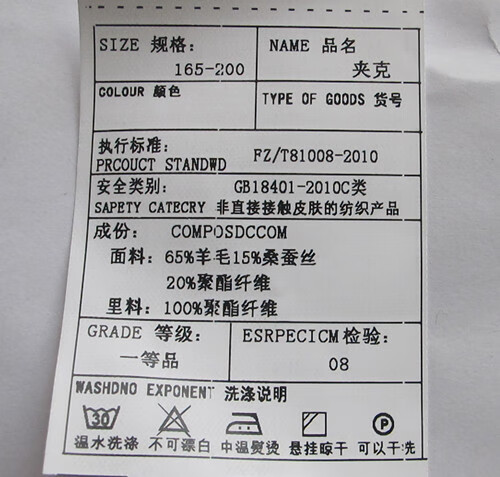 SIZE 规格:
165-200
NAME 品名
夹克
COLOUR 顏色
TYPE OF GOODS 货号
执行标准:
PRCOUCT STANDWD
FZ/T81008-2010
安全类别:
GB18401-2010C类
SAPETY CATECRY 非直接接触皮肤的纺织产品
成份: COMPOSDCCOM
面料: 65%羊毛15%桑蚕丝
20%聚酯纤维
里料: 100%聚酯纤维
GRADE 等级:
一等品
ESRPECICM检验:
08
WASHDNO EXPONENT 洗涤说明
30
P
温水洗涤 不可漂白 中温熨烫 悬挂晾干 可以干洗